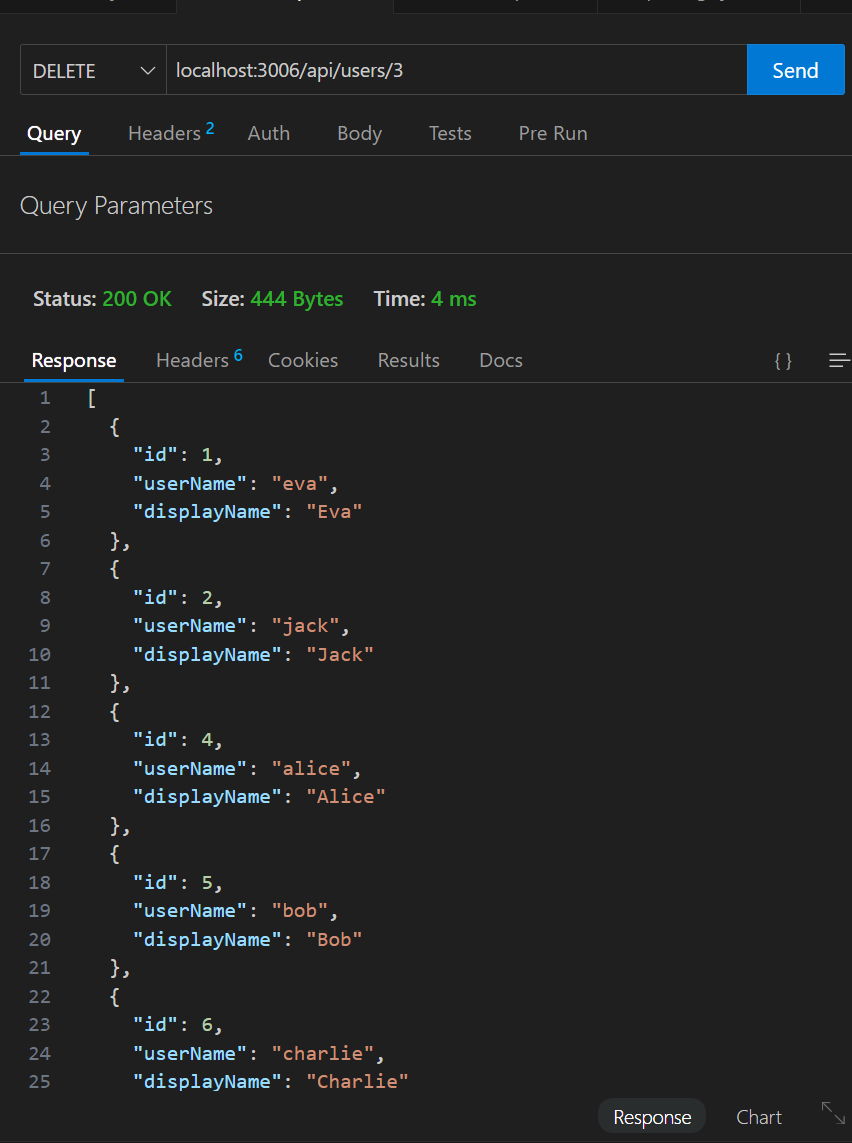 DELETE localhost:3006/api/users/3 Send
Query Headers 2 Auth Body Tests Pre Run
Query Parameters
Status: 200 OK Size: 444 Bytes Time: 4 ms
Response Headers 6 Cookies Results Docs { }
1 [
2 {
3 "id": 1,
4 "userName": "eva",
5 "displayName": "Eva"
6 },
7 {
8 "id": 2,
9 "userName": "jack",
10 "displayName": "Jack"
11 },
12 {
13 "id": 4,
14 "userName": "alice",
15 "displayName": "Alice"
16 },
17 {
18 "id": 5,
19 "userName": "bob",
20 "displayName": "Bob"
21 },
22 {
23 "id": 6,
24 "userName": "charlie",
25 "displayName": "Charlie"
Response Chart